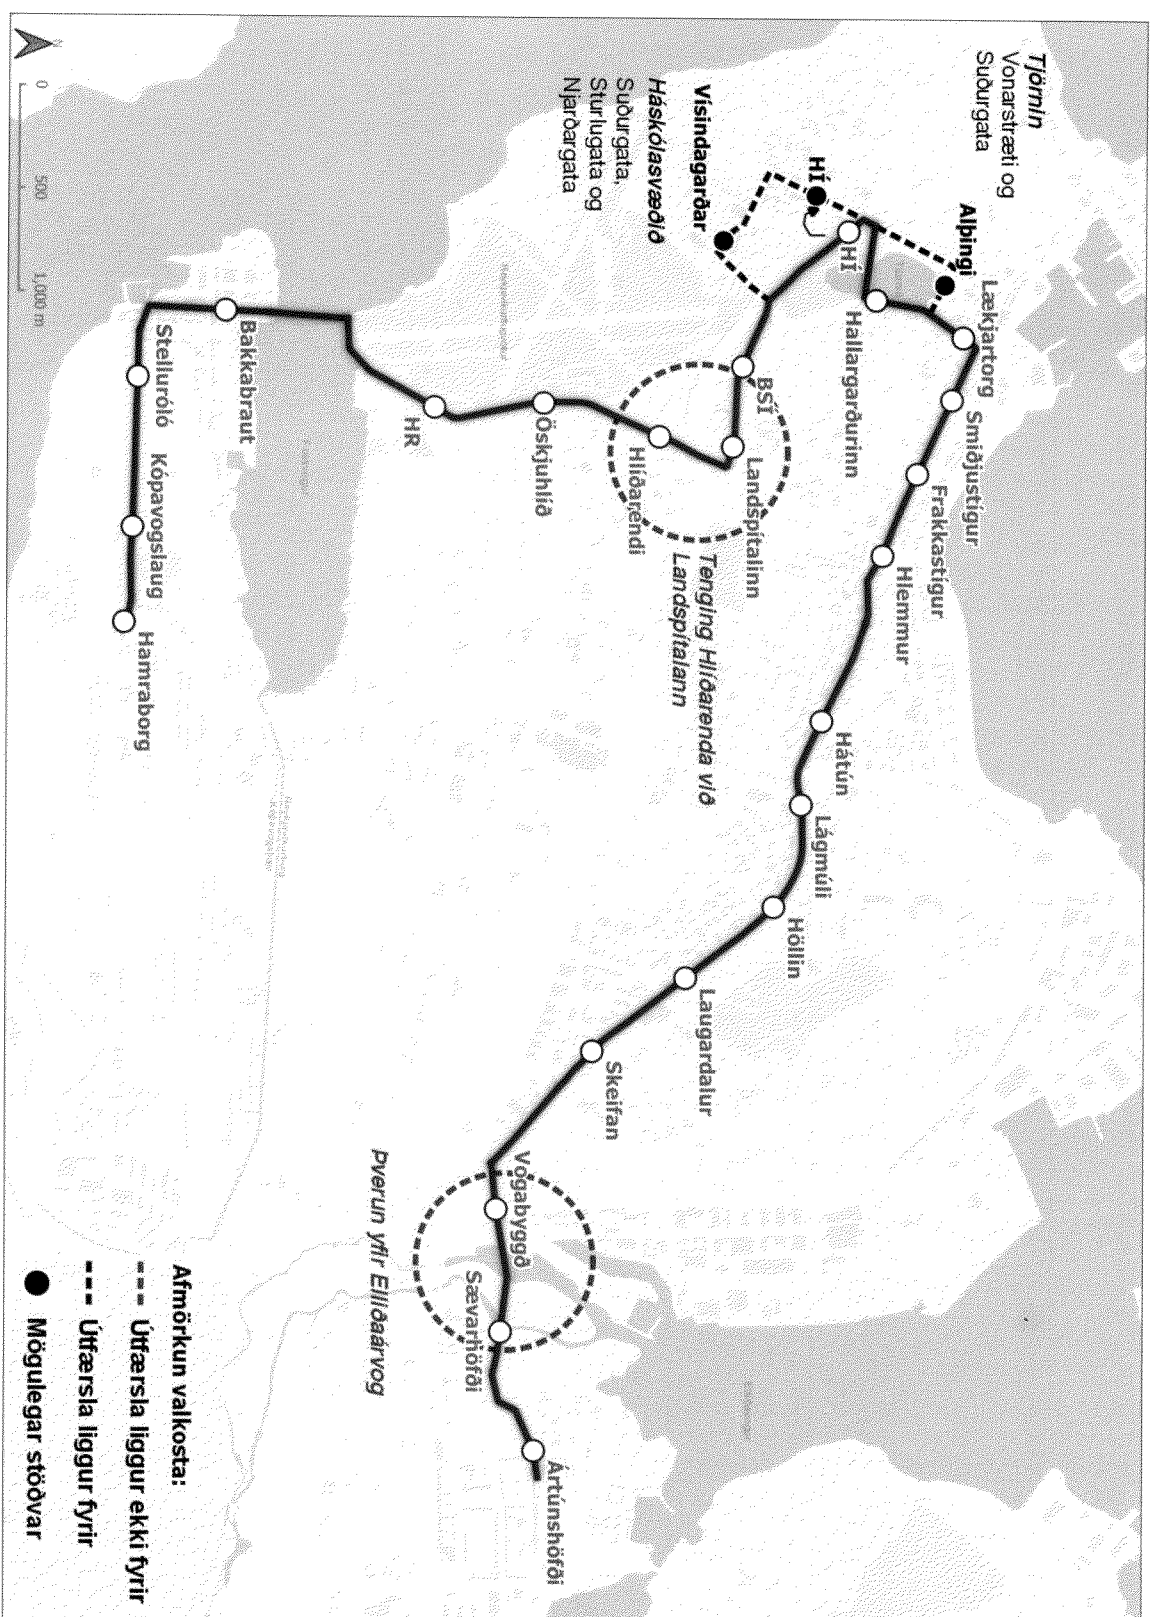 Tjörnin
Vonarstræti og
Suðurgata
Alþingi
HÍ
Vísindagarðar
Háskólasvæðið
Suðurgata,
Sturlugata og
Njarðargata
Lækjartorg
Smiðjustígur
Frakkastígur
Hlemmur
Hátún
Lágmúli
Höllin
Laugardalur
Skeifan
Vogabyggð
Sævarhöfði
Ártúnshöfði
Hallargarðurinn
HÍ
BSÍ
Landspítalinn
Hlíðarendi
Öskjuhlíð
HR
Bakkabraut
Stelluróló
Kópavogslaug
Hamraborg
Tenging Hlíðarenda við
Landspítalann
Þverun yfir Elliðaárvog
Afmörkun valkosta:
Útfærsla liggur ekki fyrir
Útfærsla liggur fyrir
Mögulegar stöðvar
N
0 500 1,000 m